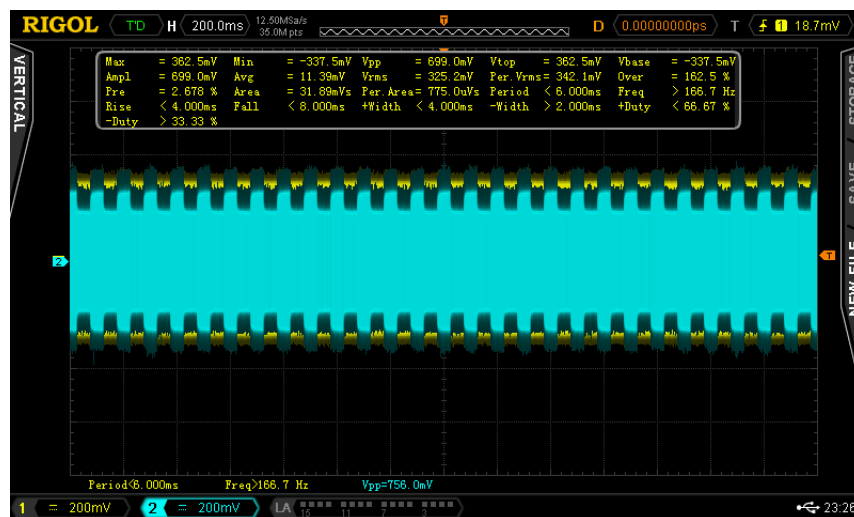 RIGOL T'D H 200.0ms 12.50MSa/s 35.0M pts D 0.00000000ps T 1 18.7mV
Max = 362.5mV Min = -337.5mV Vpp = 699.0mV Vtop = 362.5mV Vbase = -337.5mV
Ampl = 699.0mV Avg = 11.39mV Vrms = 325.2mV Per.Vrms= 342.1mV Over = 162.5 %
Pre = 2.678 % Area = 31.89mVs Per.Area= 775.0uVs Period < 6.000ms Freq > 166.7 Hz
Rise < 4.000ms Fall < 8.000ms +Width < 4.000ms -Width > 2.000ms +Duty < 66.67 %
-Duty > 33.33 %
VERTICAL
STORAGE
SAVE
NEW FILE
T
2
T
Period<6.000ms Freq>166.7 Hz Vpp=756.0mV
1 = 200mV 2 = 200mV LA 15 11 7 3 23:26